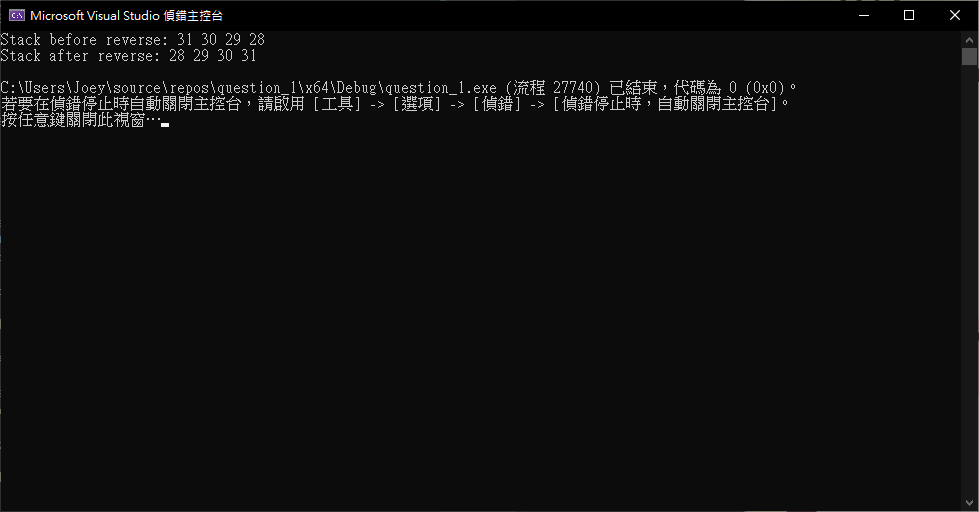 Microsoft Visual Studio 偵錯主控台
Stack before reverse: 31 30 29 28
Stack after reverse: 28 29 30 31
C:\Users\Joey\source\repos\question_1\x64\Debug\question_1.exe (流程 27740) 已結束，代碼為 0 (0x0)。
若要在偵錯停止時自動關閉主控台，請啟用 [工具] -> [選項] -> [偵錯] -> [偵錯停止時，自動關閉主控台]。
按任意鍵關閉此視窗…